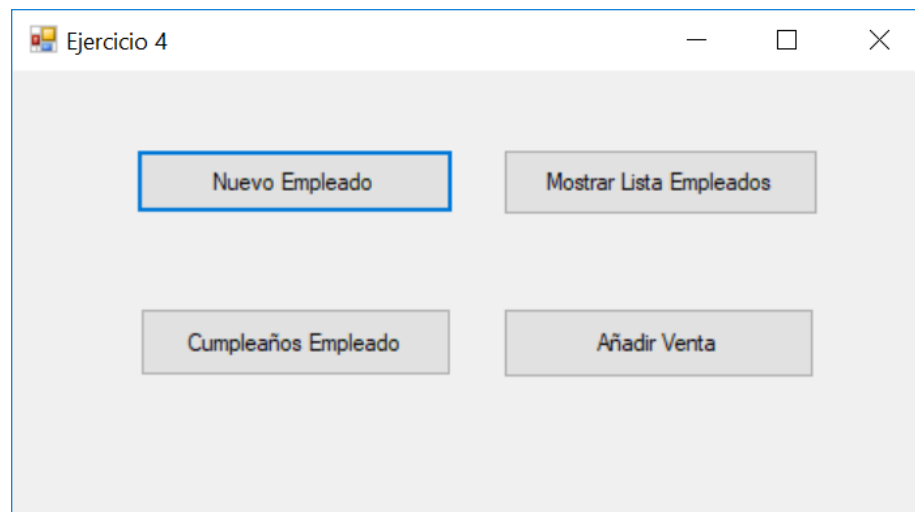 Ejercicio 4
Nuevo Empleado
Mostrar Lista Empleados
Cumpleaños Empleado
Añadir Venta